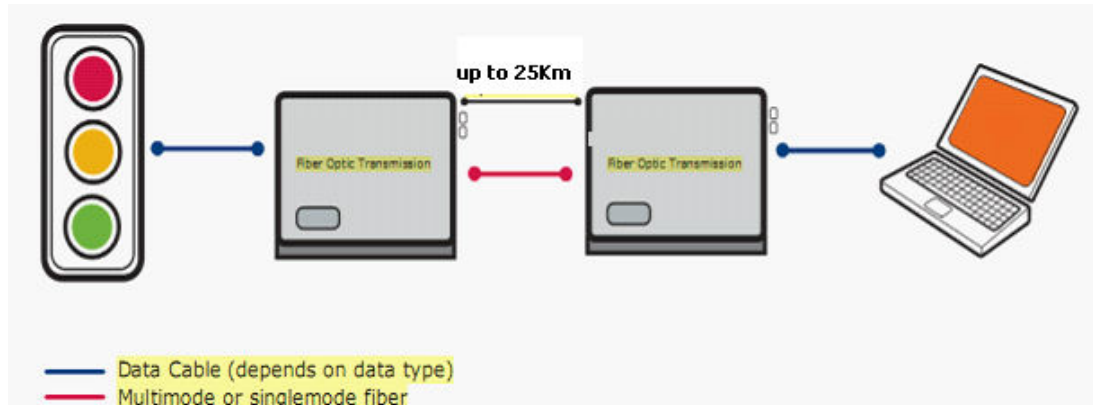 up to 25Km
Fiber Optic Transmission
Fiber Optic Transmission
Data Cable (depends on data type)
Multimode or singlemode fiber